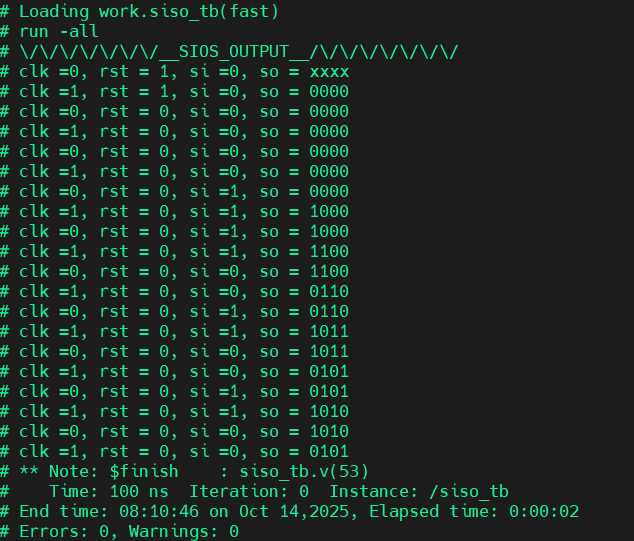 # Loading work.siso_tb(fast)
# run -all
# \/\/\/\/\/\/\/__SIOS_OUTPUT__/\/\/\/\/\/\/\/
# clk =0, rst = 1, si =0, so = xxxx
# clk =1, rst = 1, si =0, so = 0000
# clk =0, rst = 0, si =0, so = 0000
# clk =1, rst = 0, si =0, so = 0000
# clk =0, rst = 0, si =0, so = 0000
# clk =1, rst = 0, si =0, so = 0000
# clk =0, rst = 0, si =1, so = 0000
# clk =1, rst = 0, si =1, so = 1000
# clk =0, rst = 0, si =1, so = 1000
# clk =1, rst = 0, si =1, so = 1100
# clk =0, rst = 0, si =0, so = 1100
# clk =1, rst = 0, si =0, so = 0110
# clk =0, rst = 0, si =1, so = 0110
# clk =1, rst = 0, si =1, so = 1011
# clk =0, rst = 0, si =0, so = 1011
# clk =1, rst = 0, si =0, so = 0101
# clk =0, rst = 0, si =1, so = 0101
# clk =1, rst = 0, si =1, so = 1010
# clk =0, rst = 0, si =0, so = 1010
# clk =1, rst = 0, si =0, so = 0101
# ** Note: $finish    : siso_tb.v(53)
#    Time: 100 ns  Iteration: 0  Instance: /siso_tb
# End time: 08:10:46 on Oct 14,2025, Elapsed time: 0:00:02
# Errors: 0, Warnings: 0